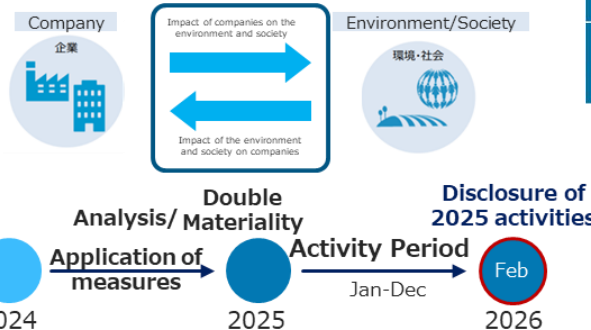 Company
企業
Impact of companies on the
environment and society
Impact of the environment
and society on companies
Environment/Society
環境・社会
Analysis/
Double
Materiality
Disclosure of
2025 activities
Application of
measures
Activity Period
Jan-Dec
Feb
2025
2026